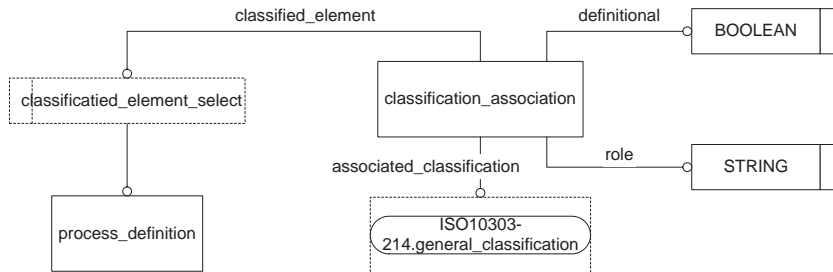 classified_element
definitional
BOOLEAN
classificatied_element_select
classification_association
associated_classification
role
STRING
process_definition
ISO10303-
214.general_classification